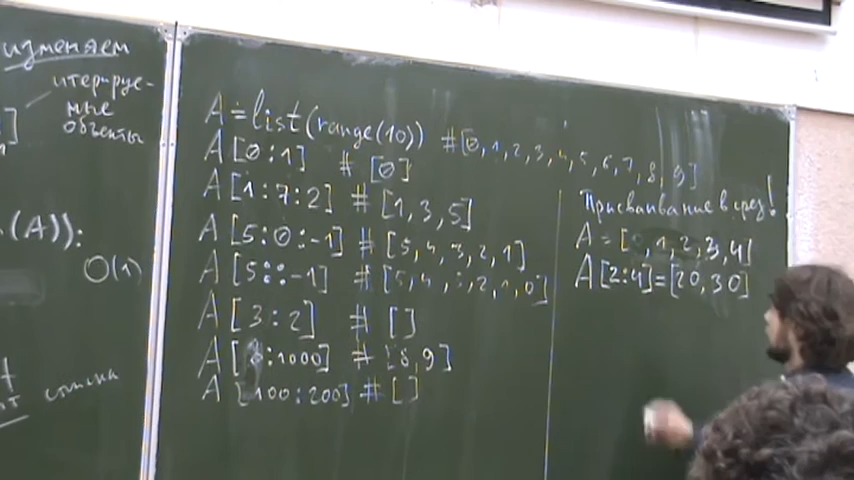 изменяем
итерируе-
мые
объекты
(A)):
O(1)
списка
A = list(range(10)) #[0,1,2,3,4,5,6,7,8,9]
A[0:1] # [0]
A[1:7:2] # [1,3,5]
A[5:0:-1] # [5,4,3,2,1]
A[5::-1] # [5,4,3,2,1,0]
A[3:2] # []
A[8:1000] # [8,9]
A[100:200] # []
Присваивание в срез!
A = [0,1,2,3,4]
A[2:4]=[20,30]